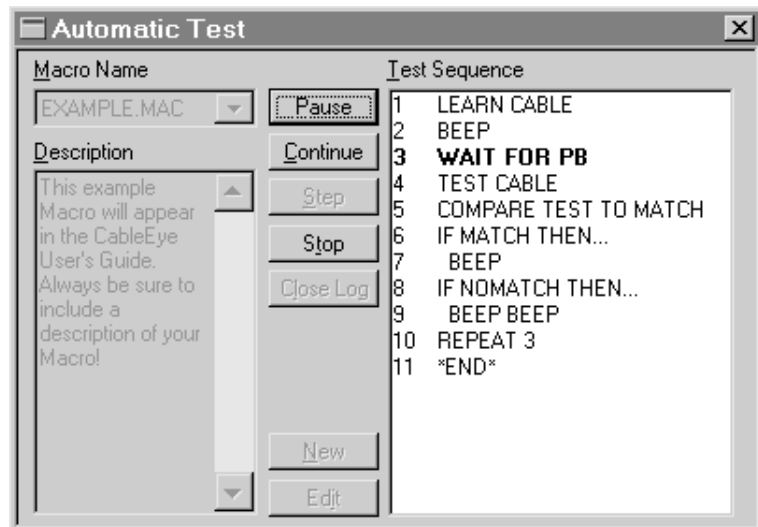 Automatic Test
Macro Name
EXAMPLE.MAC
Description
This example
Macro will appear
in the CableEye
User's Guide.
Always be sure to
include a
description of your
Macro!
Pause
Continue
Step
Stop
Close Log
New
Edit
Test Sequence
1 LEARN CABLE
2 BEEP
3 WAIT FOR PB
4 TEST CABLE
5 COMPARE TEST TO MATCH
6 IF MATCH THEN...
7 BEEP
8 IF NOMATCH THEN...
9 BEEP BEEP
10 REPEAT 3
11 *END*